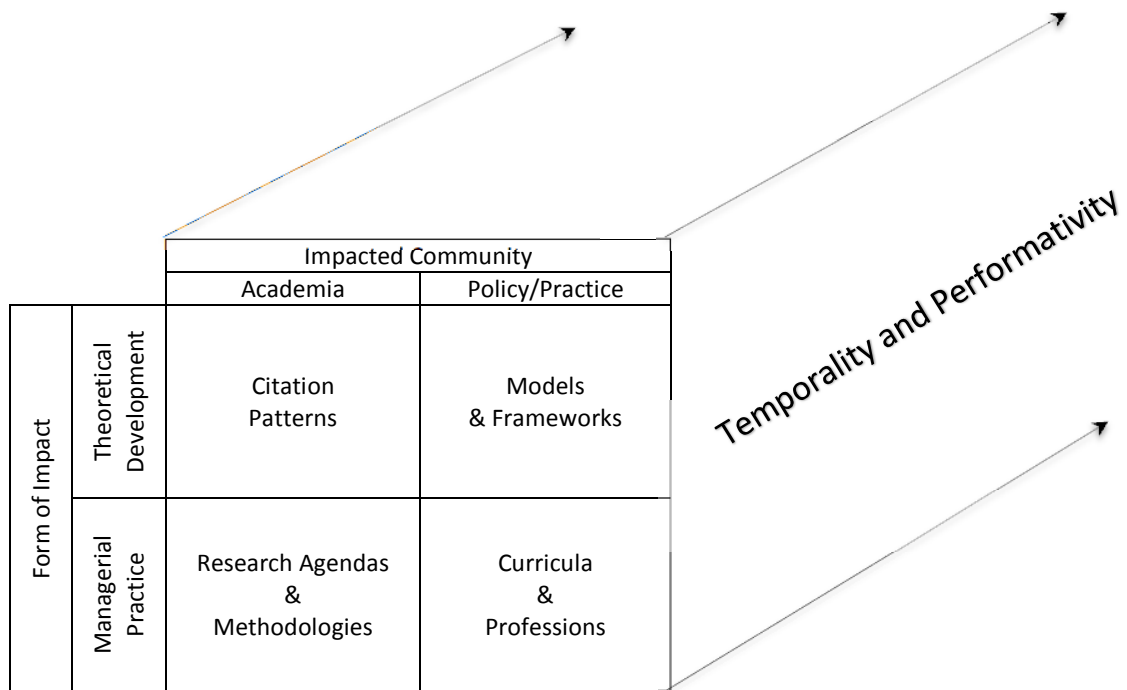 Impacted Community
Academia
Policy/Practice
Form of Impact
Theoretical
Development
Citation
Patterns
Models
& Frameworks
Managerial
Practice
Research Agendas
&
Methodologies
Curricula
&
Professions
Temporality and Performativity